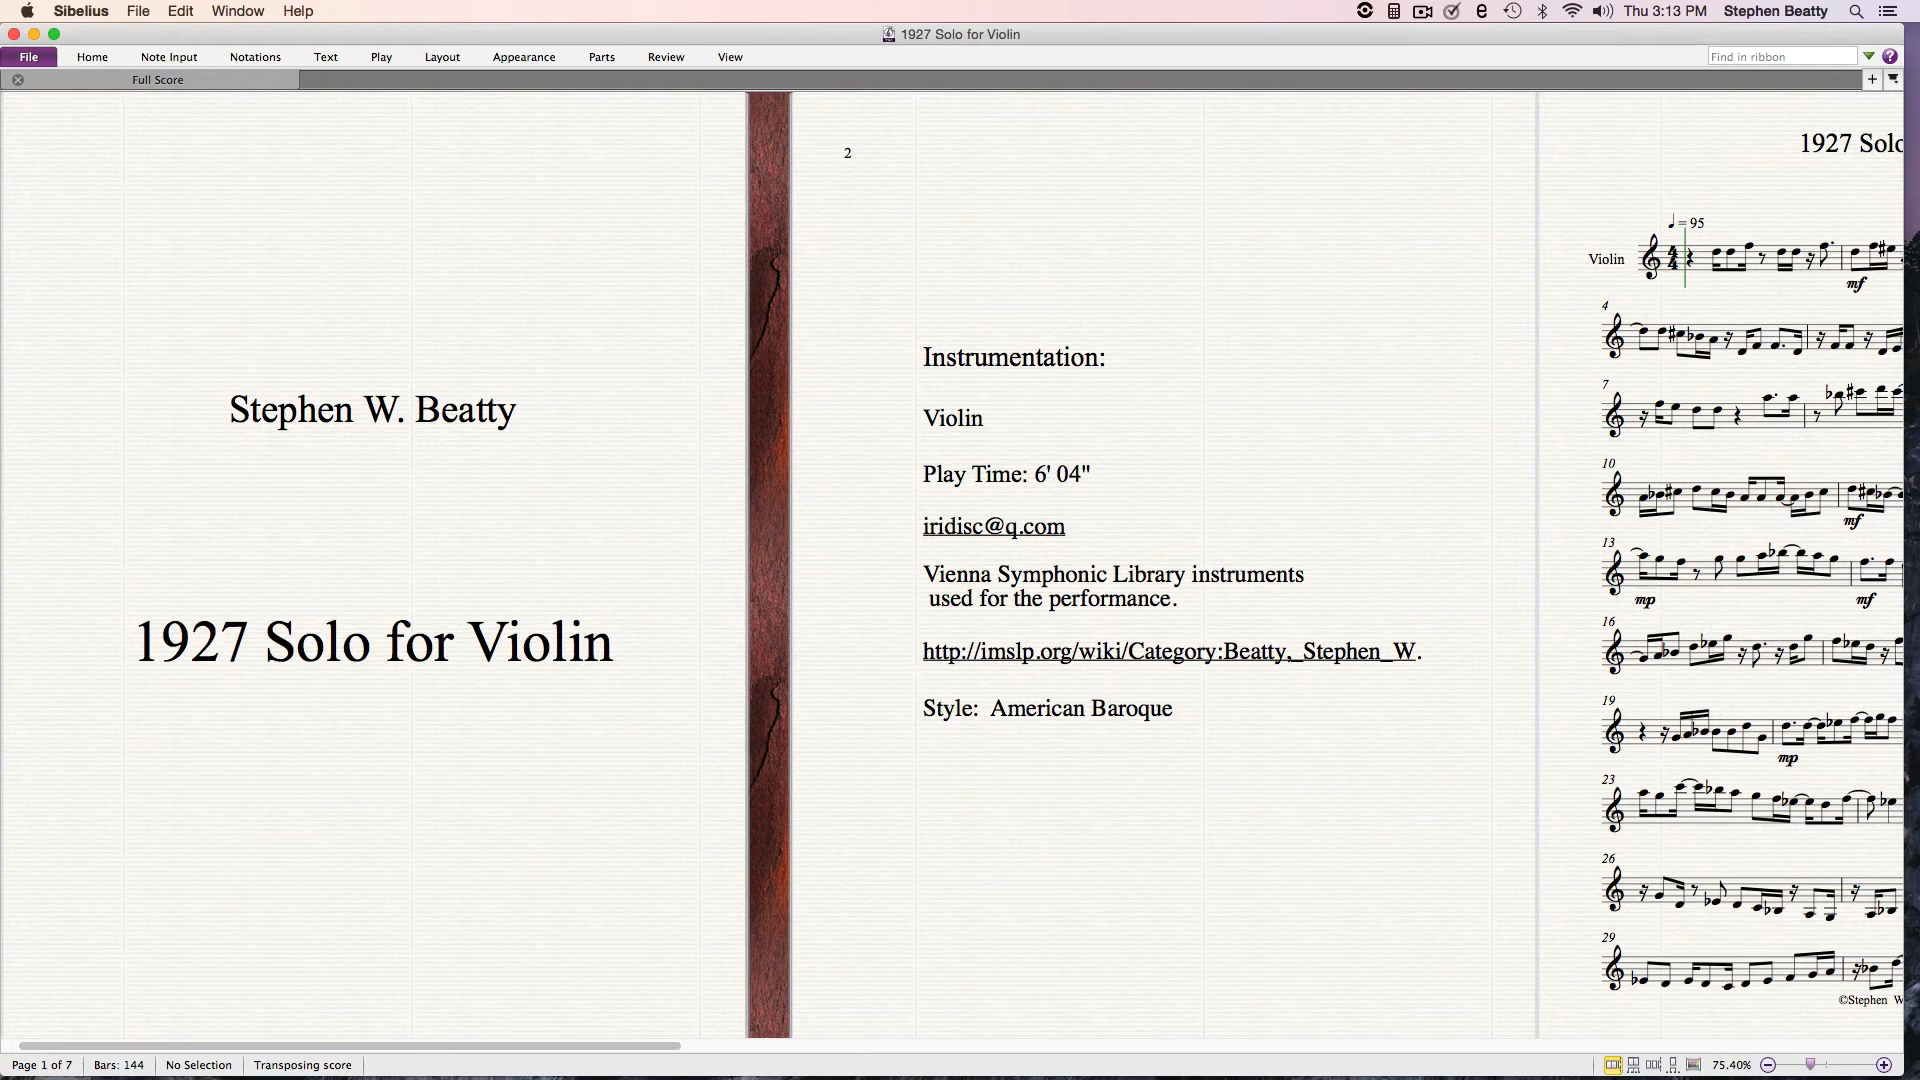 Sibelius File Edit Window Help
Thu 3:13 PM Stephen Beatty
1927 Solo for Violin
File Home Note Input Notations Text Play Layout Appearance Parts Review View Find in ribbon
Full Score
Stephen W. Beatty
1927 Solo for Violin
2
Instrumentation:
Violin
Play Time: 6' 04"
iridisc@q.com
Vienna Symphonic Library instruments
used for the performance.
http://imslp.org/wiki/Category:Beatty,_Stephen_W.
Style: American Baroque
1927 Solo
= 95
Violin
mf
4
7
10
mf
13
mp mf
16
19
mp
23
26
29
©Stephen W
Page 1 of 7 Bars: 144 No Selection Transposing score 75.40%